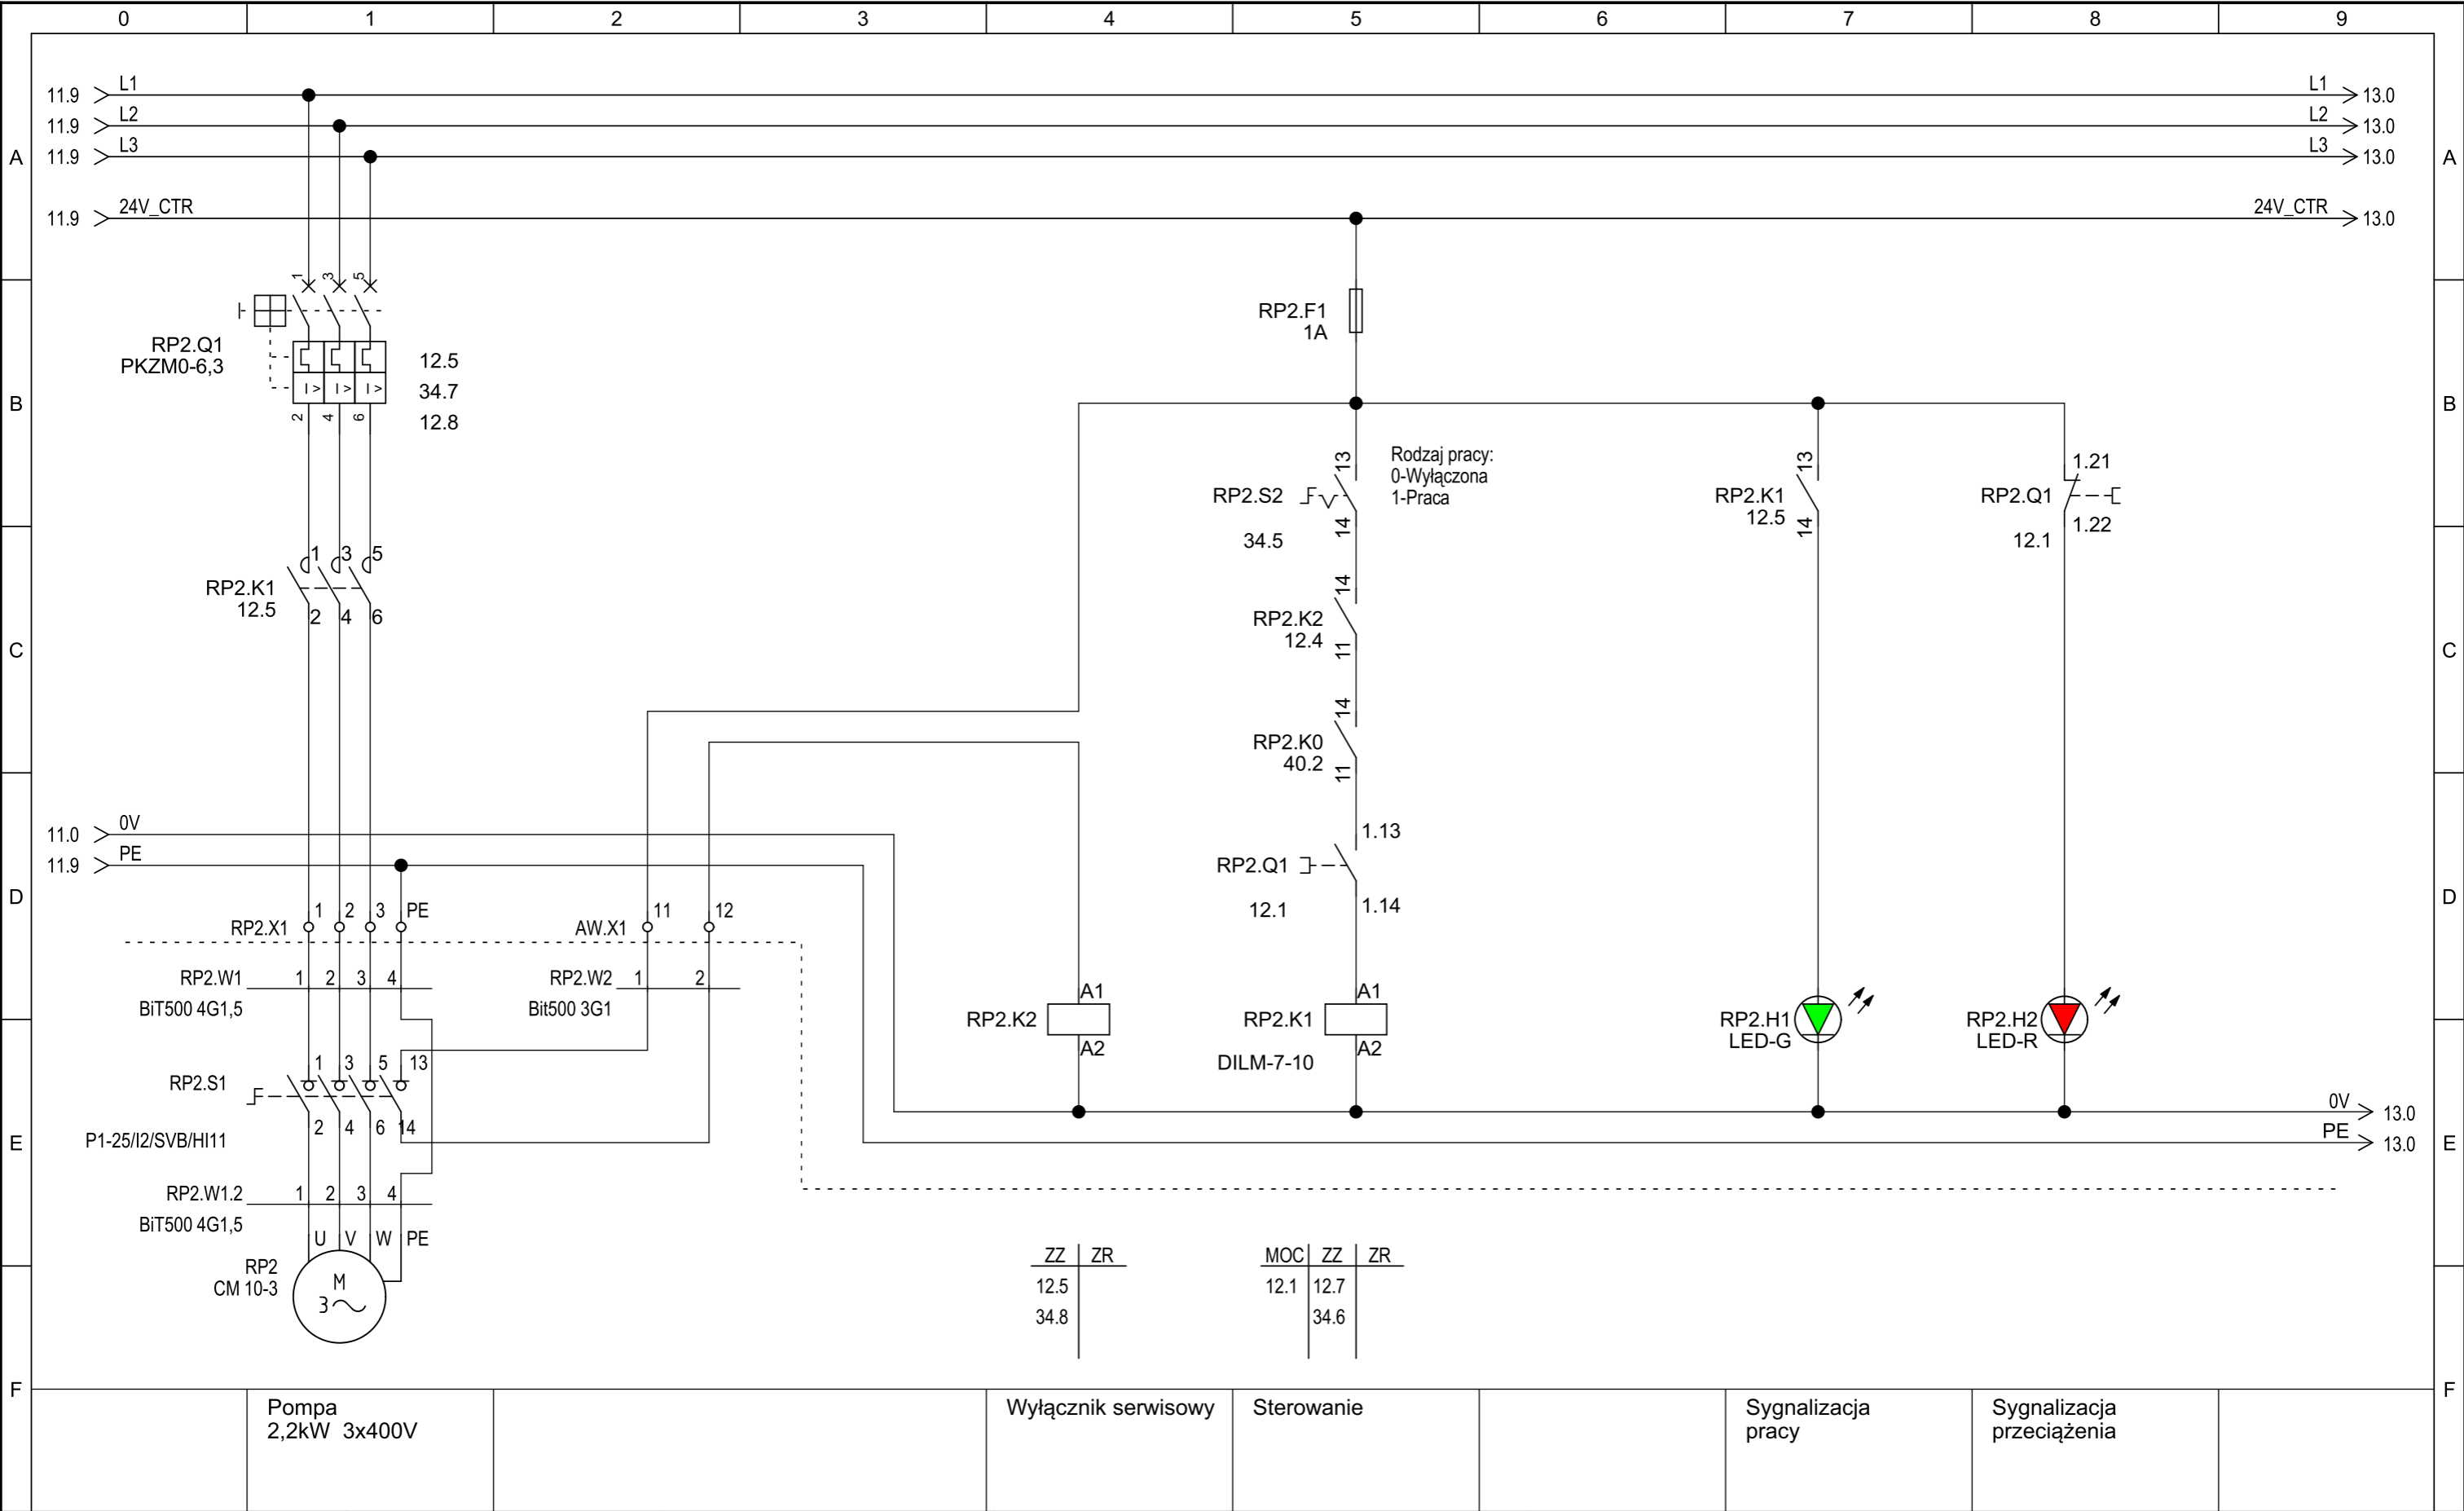 0 1 2 3 4 5 6 7 8 9
11.9 L1 L1 13.0
11.9 L2 L2 13.0
11.9 L3 L3 13.0
A A
11.9 24V_CTR 24V_CTR 13.0
1 3 5
RP2.Q1
PKZM0-6,3
I > I > I >
2 4 6
12.5
34.7
12.8
RP2.F1
1A
B B
13
RP2.S2
14
34.5
Rodzaj pracy:
0-Wyłączona
1-Praca
13
RP2.K1
12.5
14
1.21
RP2.Q1
1.22
12.1
1 3 5
RP2.K1
12.5
2 4 6
14
RP2.K2
12.4
11
C C
14
RP2.K0
40.2
11
11.0 0V
11.9 PE
1.13
RP2.Q1
1.14
12.1
D D
1 2 3 PE
RP2.X1
11 12
AW.X1
RP2.W1 1 2 3 4
BiT500 4G1,5
RP2.W2 1 2
Bit500 3G1
A1
RP2.K2
A2
A1
RP2.K1
A2
DILM-7-10
RP2.H1
LED-G
RP2.H2
LED-R
1 3 5 13
RP2.S1
2 4 6 14
P1-25/I2/SVB/HI11
0V 13.0
PE 13.0
E E
RP2.W1.2 1 2 3 4
BiT500 4G1,5
U V W PE
RP2
CM 10-3
M
3
ZZ ZR
12.5
34.8
MOC ZZ ZR
12.1 12.7
34.6
F F
Pompa
2,2kW 3x400V
Wyłącznik serwisowy
Sterowanie
Sygnalizacja
pracy
Sygnalizacja
przeciążenia